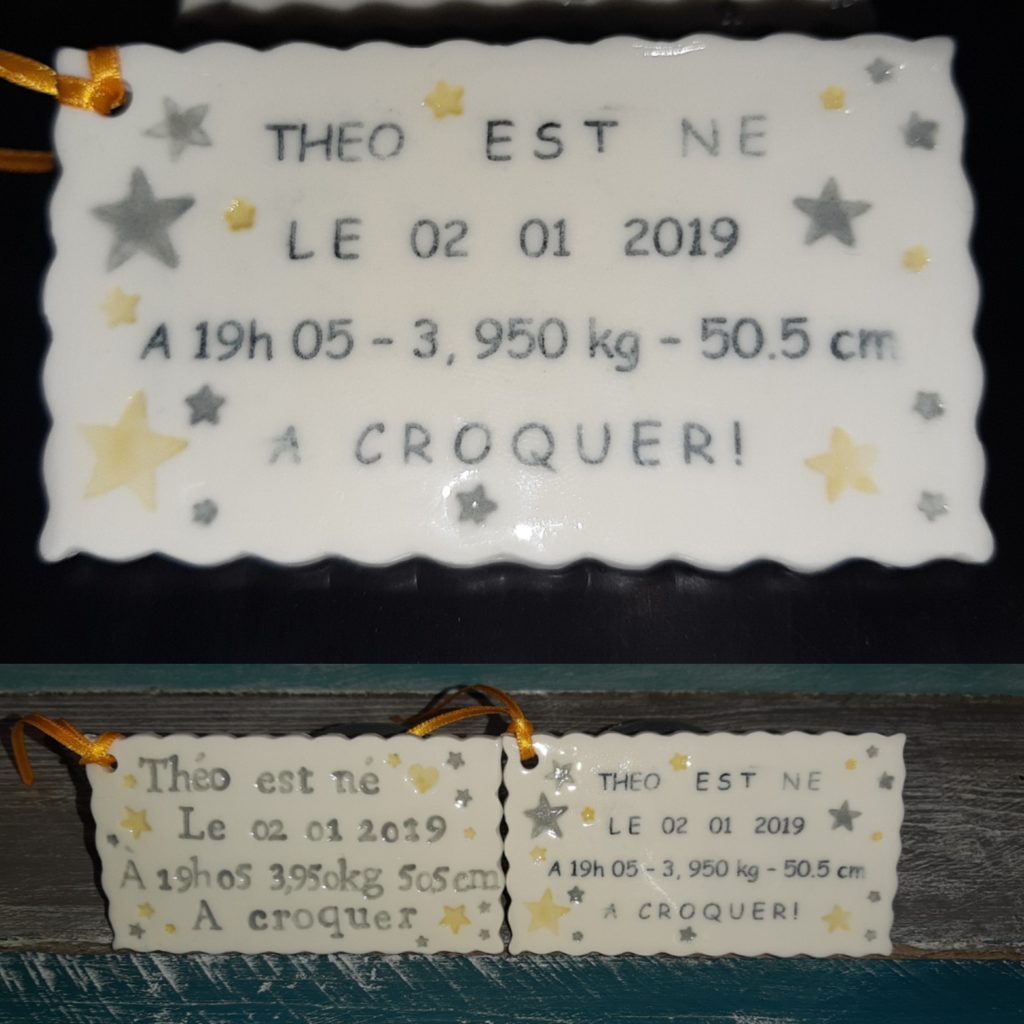 THEO EST NE
LE 02 01 2019
A 19h 05 - 3, 950 kg - 50.5 cm
A CROQUER!
Théo est né
Le 02 01 2019
À 19h05 3,950kg 505cm
A croquer
THEO EST NE
LE 02 01 2019
A 19h 05 - 3, 950 kg - 50.5 cm
A CROQUER!